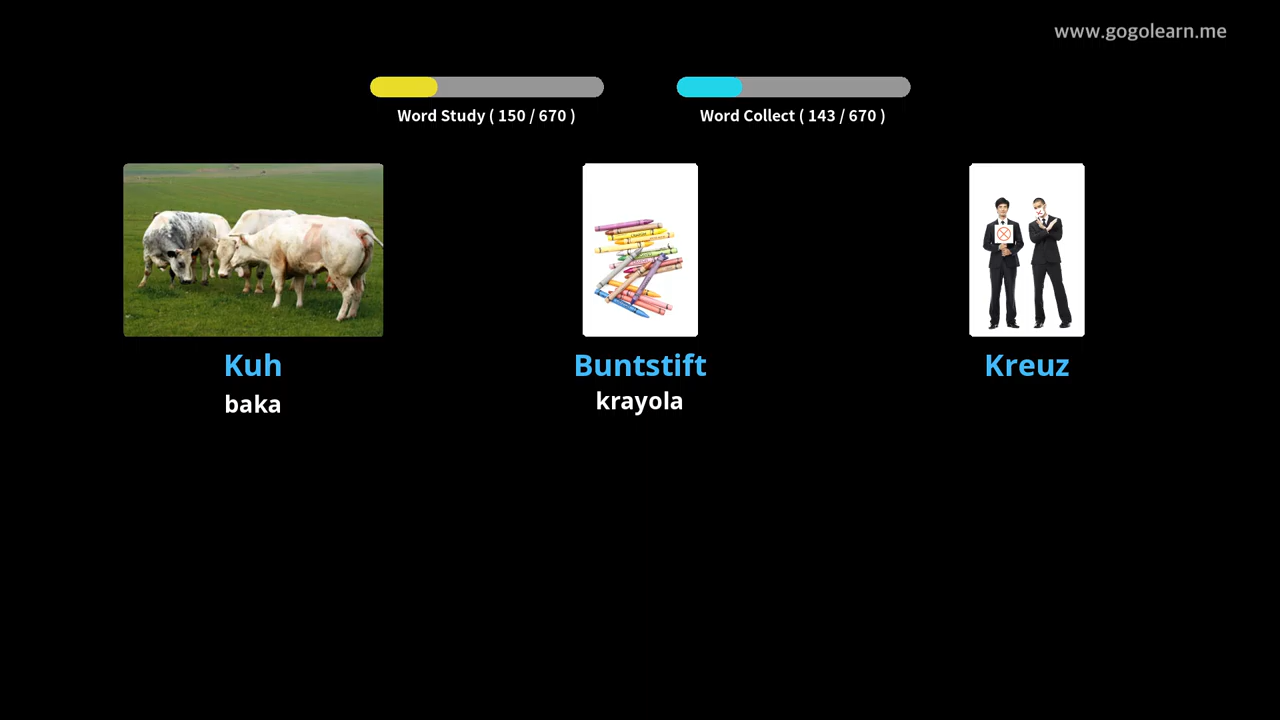 www.gogolearn.me
Word Study ( 150 / 670 )
Word Collect ( 143 / 670 )
Kuh
Buntstift
Kreuz
baka
krayola